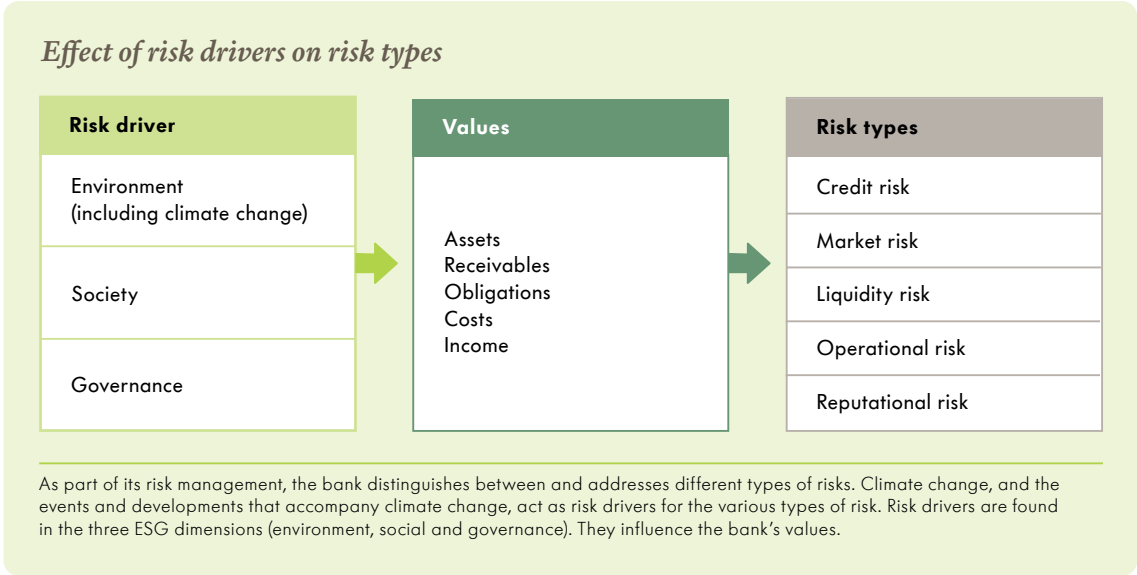 Effect of risk drivers on risk types
Risk driver
Environment
(including climate change)
Society
Governance
Values
Assets
Receivables
Obligations
Costs
Income
Risk types
Credit risk
Market risk
Liquidity risk
Operational risk
Reputational risk
As part of its risk management, the bank distinguishes between and addresses different types of risks. Climate change, and the
events and developments that accompany climate change, act as risk drivers for the various types of risk. Risk drivers are found
in the three ESG dimensions (environment, social and governance). They influence the bank's values.